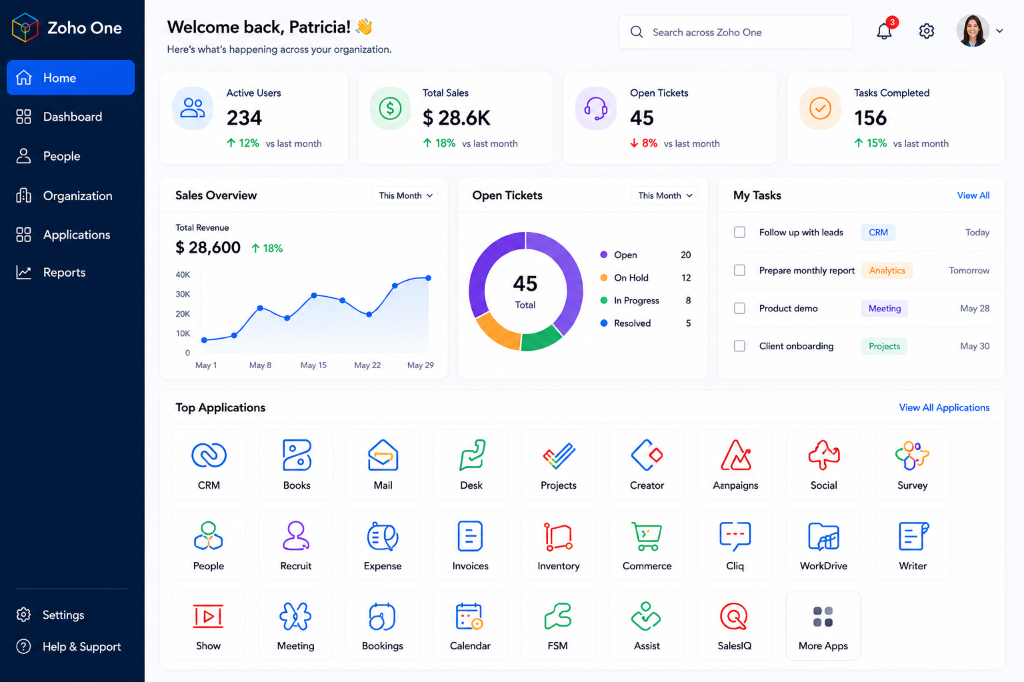 Zoho One
Home
Dashboard
People
Organization
Applications
Reports
Settings
Help & Support
Welcome back, Patricia! 👋
Here's what's happening across your organization.
Search across Zoho One
3
Active Users
234
↑ 12% vs last month
Total Sales
$ 28.6K
↑ 18% vs last month
Open Tickets
45
↓ 8% vs last month
Tasks Completed
156
↑ 15% vs last month
Sales Overview
This Month
Total Revenue
$ 28,600 ↑ 18%
40K
30K
20K
10K
0
May 1 May 8 May 15 May 22 May 29
Open Tickets
This Month
45
Total
Open 20
On Hold 12
In Progress 8
Resolved 5
My Tasks
View All
Follow up with leads CRM Today
Prepare monthly report Analytics Tomorrow
Product demo Meeting May 28
Client onboarding Projects May 30
Top Applications
View All Applications
CRM Books Mail Desk Projects Creator Aɛnpaigns Social Survey
People Recruit Expense Invoices Inventory Commerce Cliq WorkDrive Writer
Show Meeting Bookings Calendar FSM Assist SalesIQ More Apps